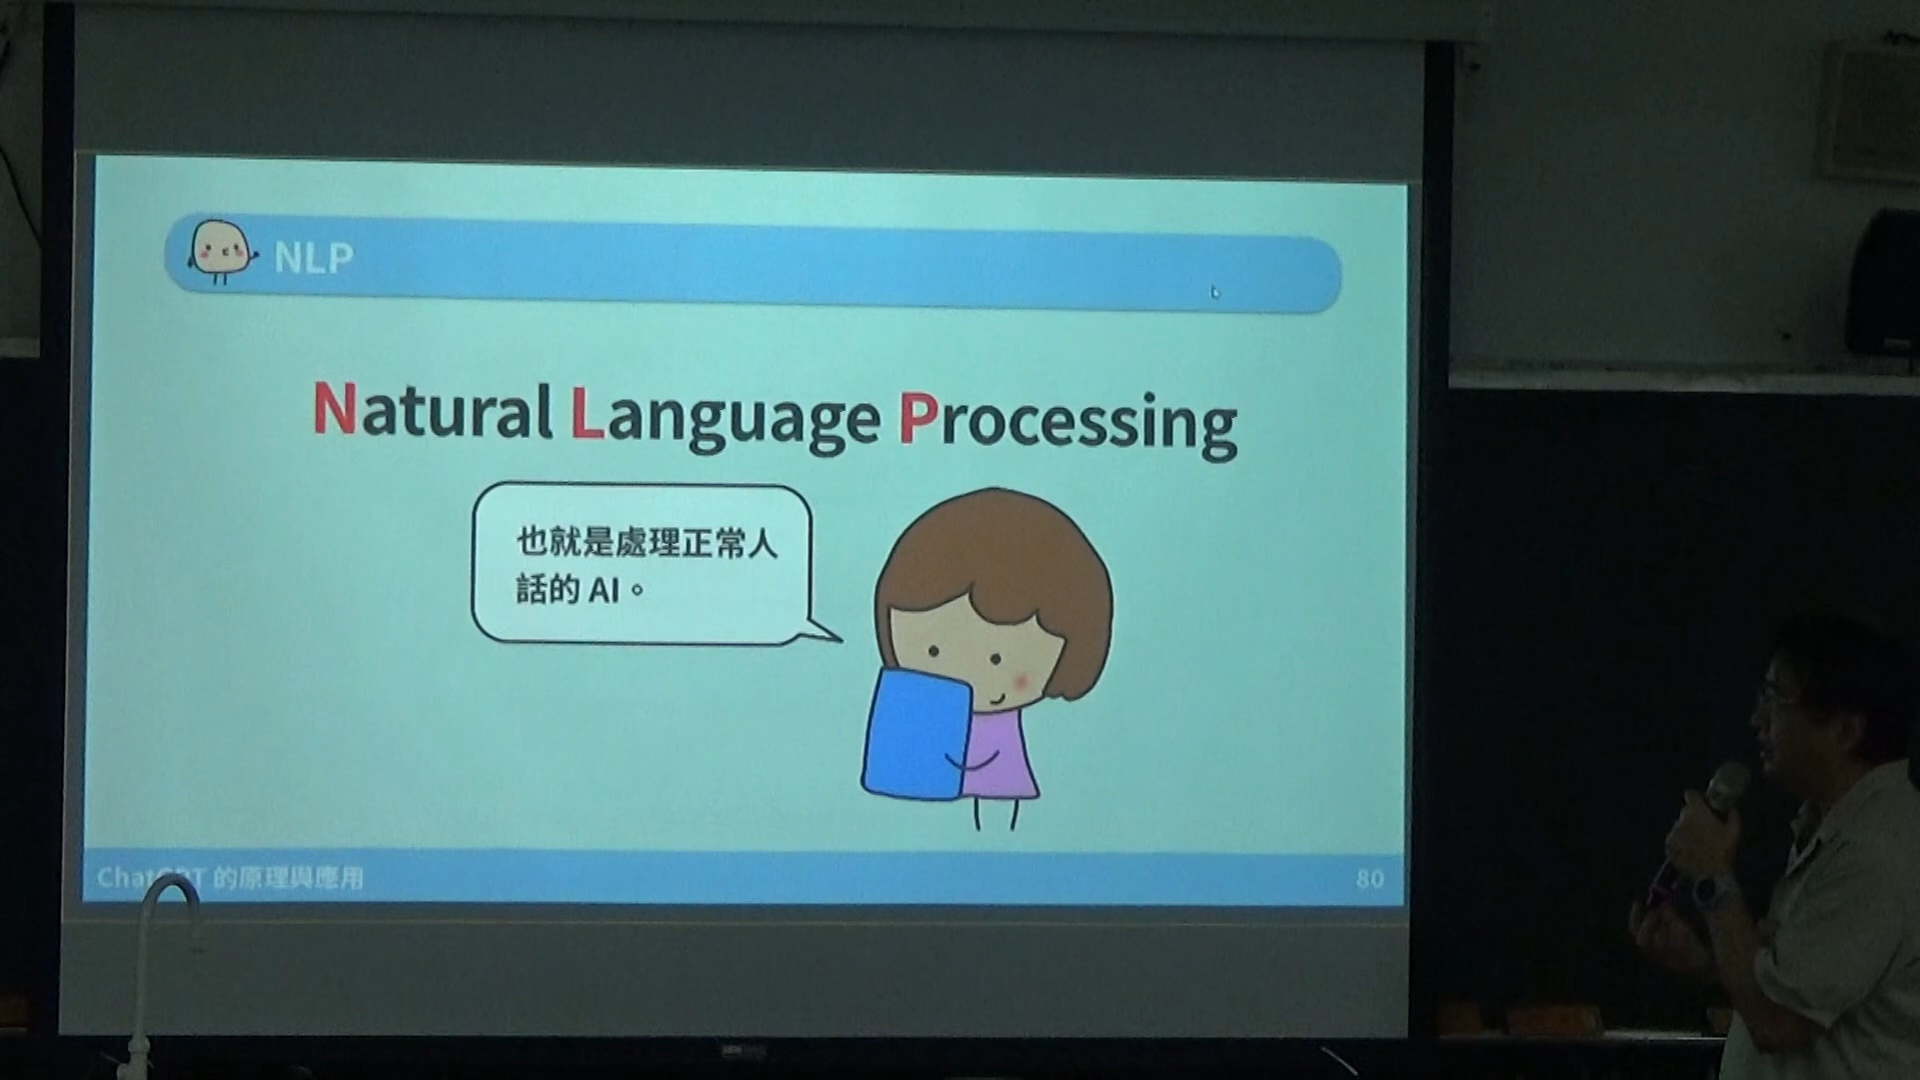 NLP
Natural Language Processing
也就是處理正常人
話的 AI。
ChatGPT 的原理與應用
80